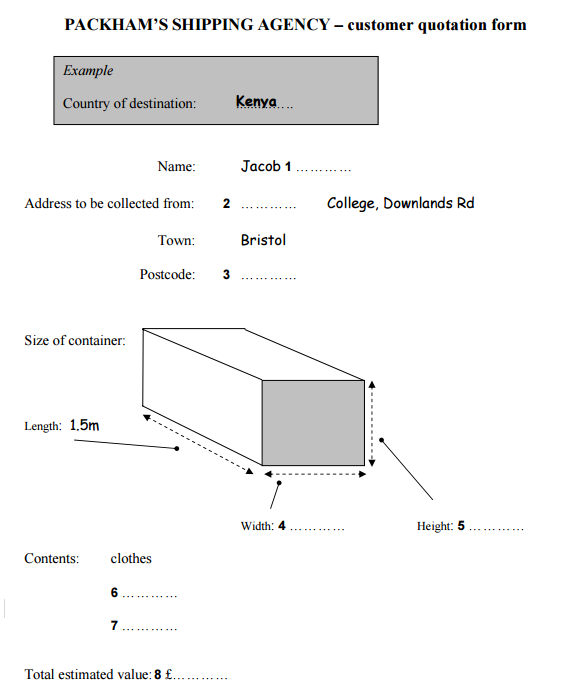 PACKHAM'S SHIPPING AGENCY – customer quotation form
Example
Country of destination: Kenya....
Name: Jacob 1 …………
Address to be collected from: 2 ………… College, Downlands Rd
Town: Bristol
Postcode: 3 …………
Size of container:
Length: 1.5m
Width: 4 ………… Height: 5 …………
Contents: clothes
6 …………
7 …………
Total estimated value: 8 £…………